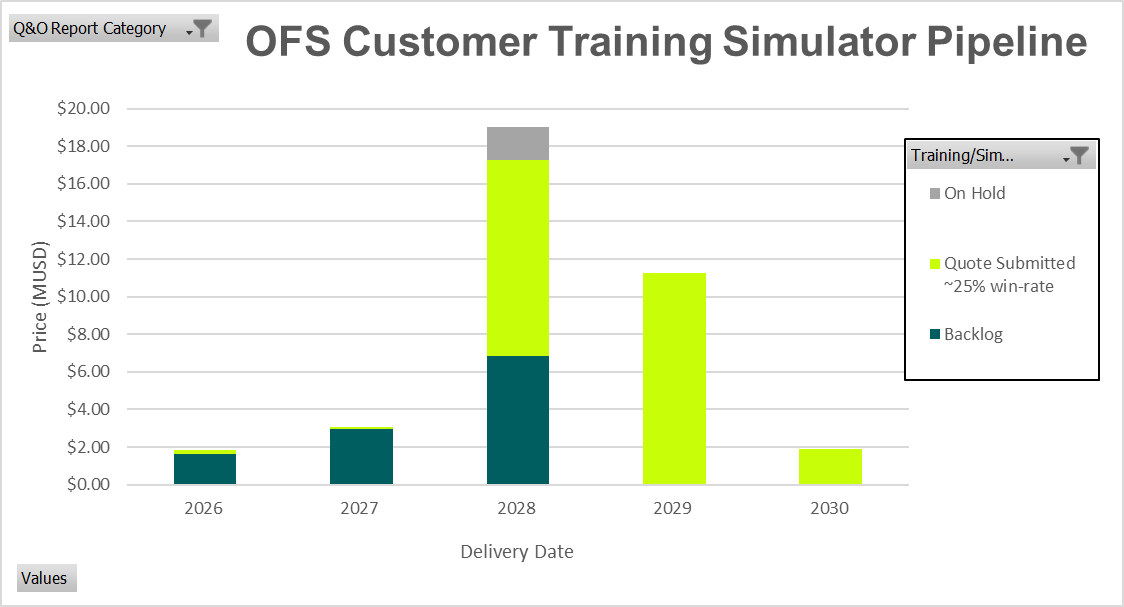 Q&O Report Category
OFS Customer Training Simulator Pipeline
$20.00
$18.00
$16.00
$14.00
$12.00
$10.00
$8.00
$6.00
$4.00
$2.00
$0.00
Price (MUSD)
2026 2027 2028 2029 2030
Delivery Date
Training/Sim...
On Hold
Quote Submitted
~25% win-rate
Backlog
Values